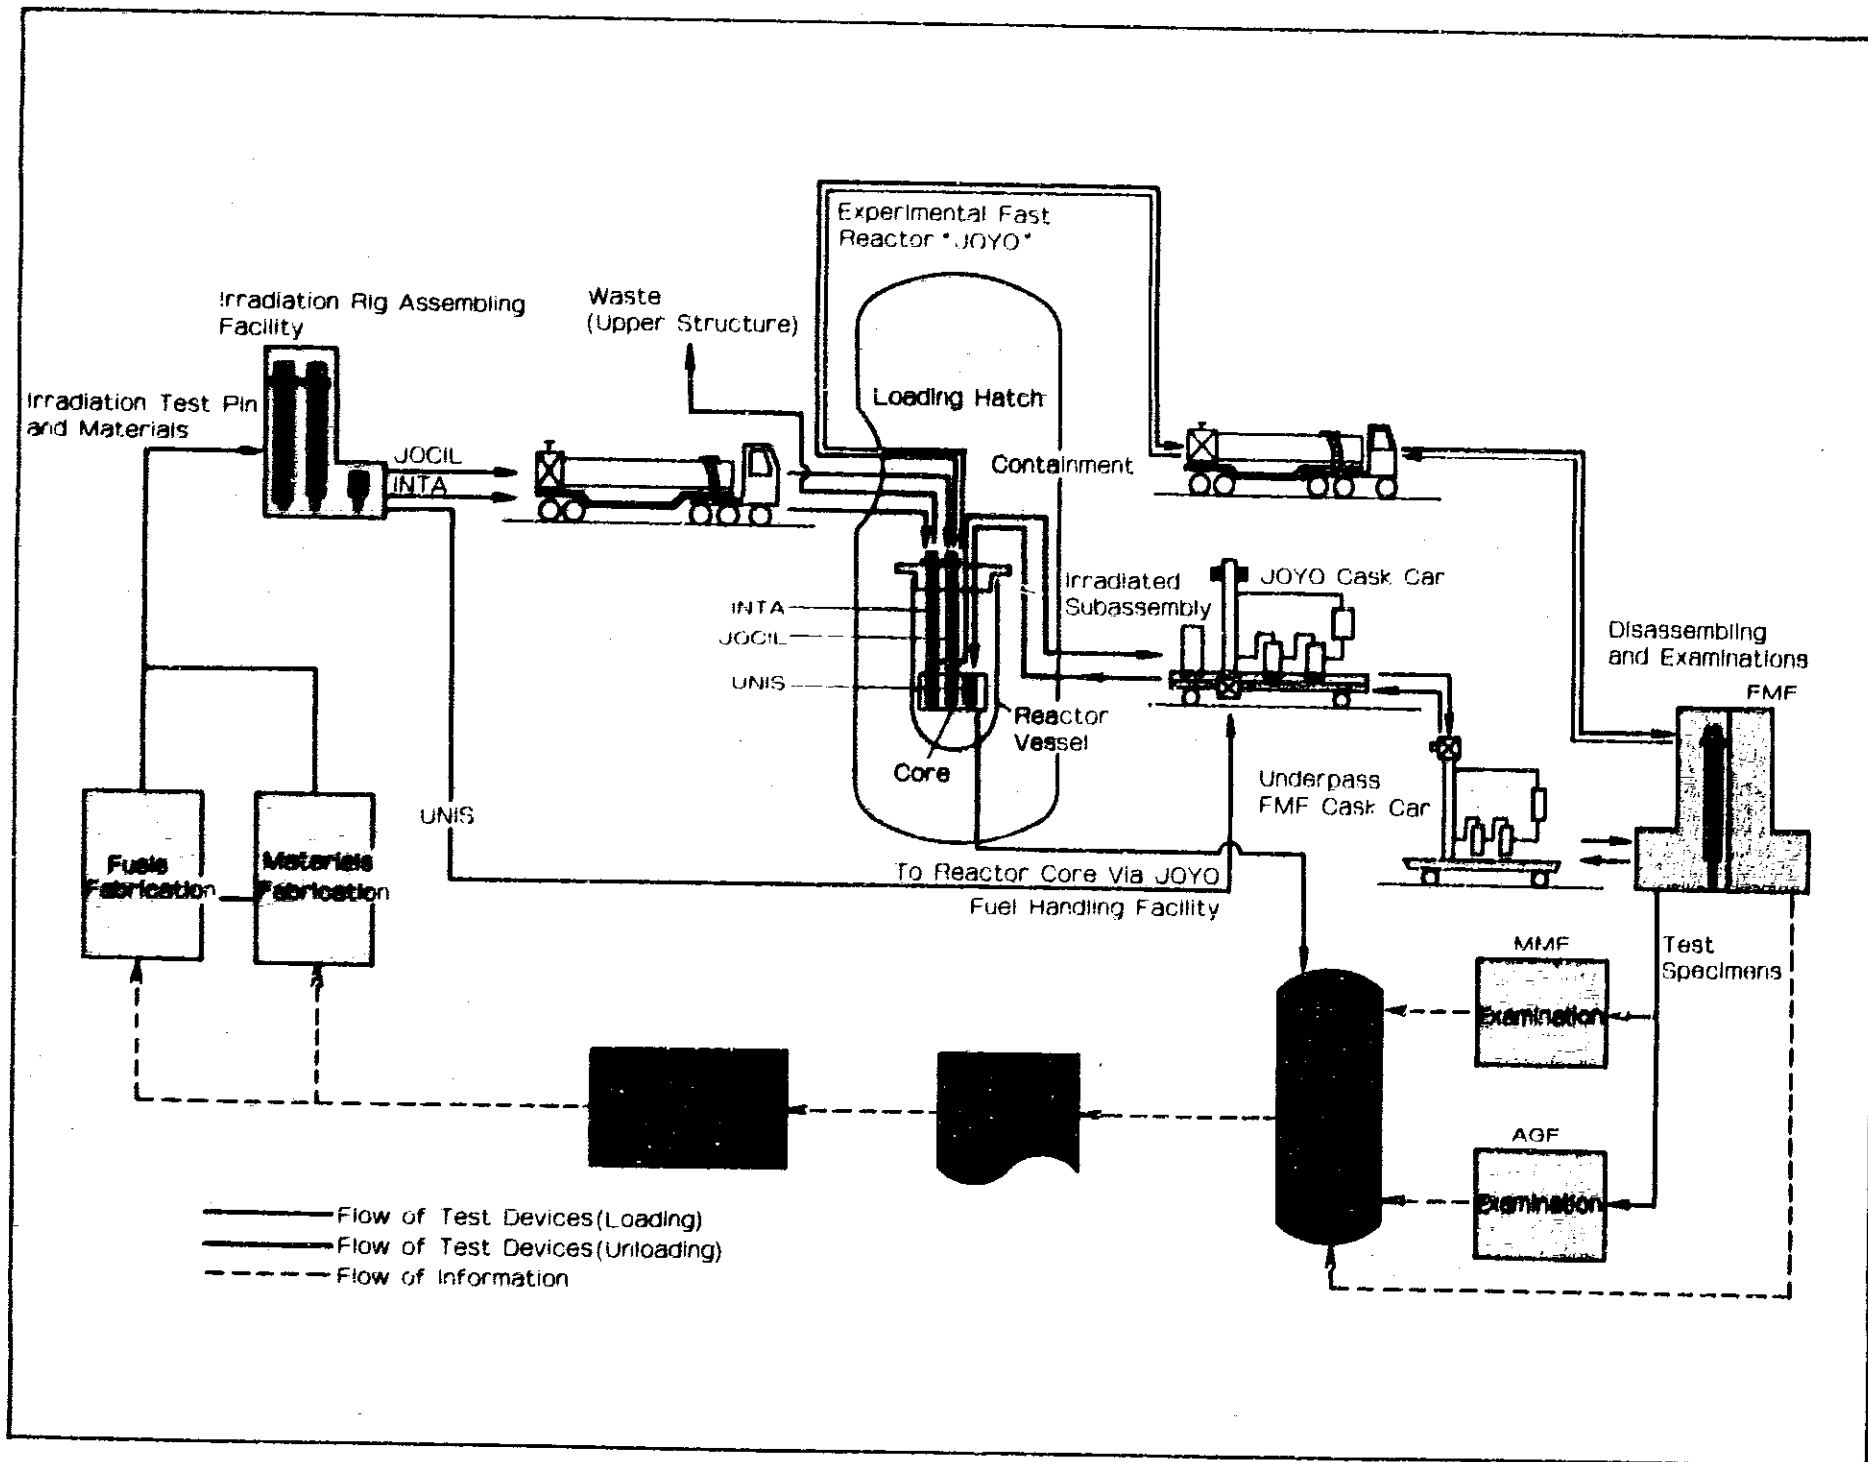 Experimental Fast
Reactor "JOYO"
Irradiation Rig Assembling
Facility
Waste
(Upper Structure)
Loading Hatch
Irradiation Test Pin
and Materials
JOCIL
INTA
Containment
Irradiated
Subassembly
JOYO Cask Car
INTA
JOCIL
UNIS
Disassembling
and Examinations
FMF
Reactor
Vessel
Core
Underpass
FMF Cask Car
UNIS
Fuels
Fabrication
Materials
Fabrication
To Reactor Core Via JOYO
Fuel Handling Facility
MMF
Test
Specimens
Examination
AGF
Examination
Flow of Test Devices(Loading)
Flow of Test Devices(Unloading)
Flow of Information